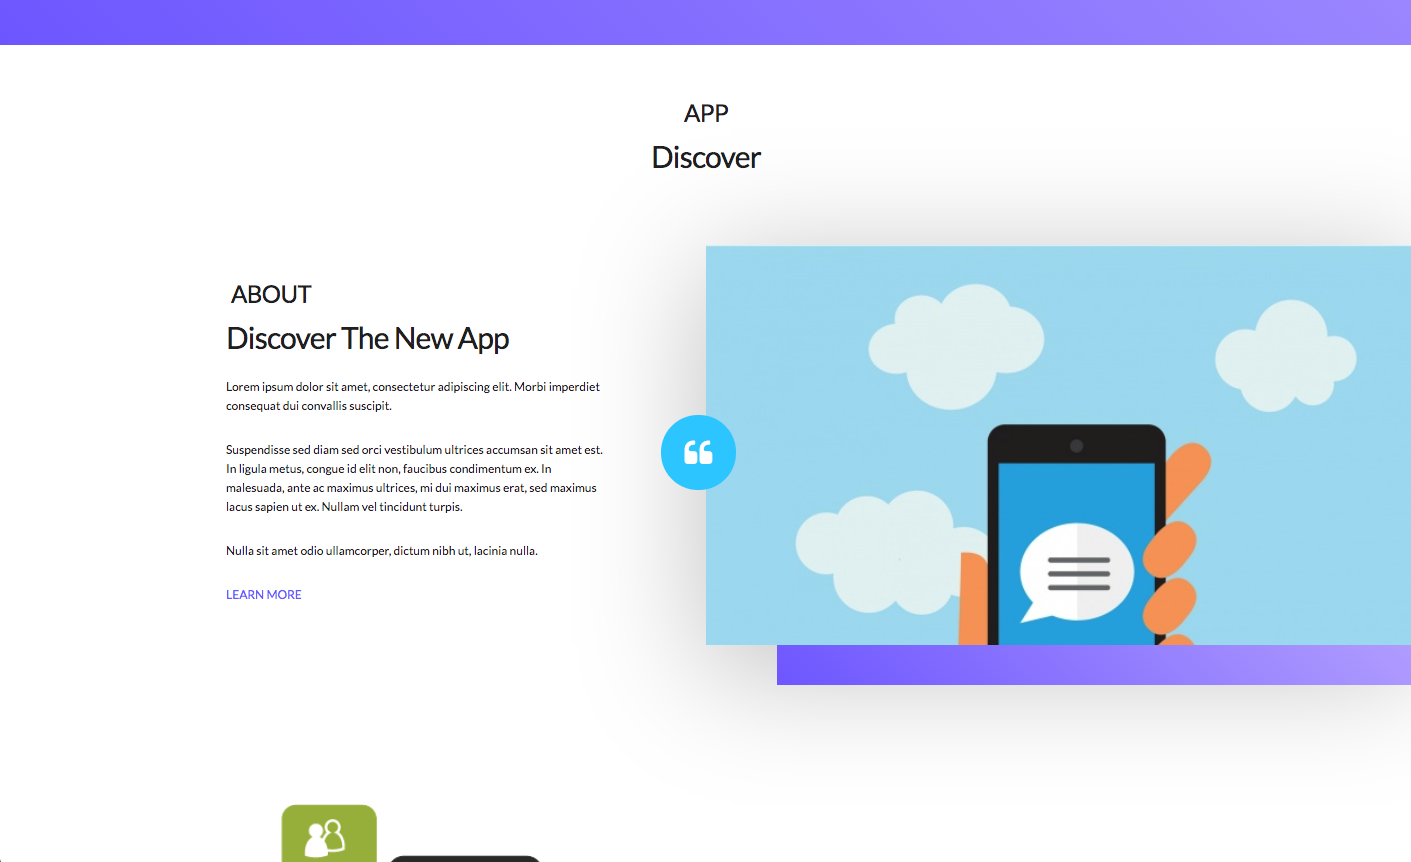 APP
Discover
ABOUT
Discover The New App
Lorem ipsum dolor sit amet, consectetur adipiscing elit. Morbi imperdiet
consequat dui convallis suscipit.
Suspendisse sed diam sed orci vestibulum ultrices accumsan sit amet est.
In ligula metus, congue id elit non, faucibus condimentum ex. In
malesuada, ante ac maximus ultrices, mi dui maximus erat, sed maximus
lacus sapien ut ex. Nullam vel tincidunt turpis.
Nulla sit amet odio ullamcorper, dictum nibh ut, lacinia nulla.
LEARN MORE